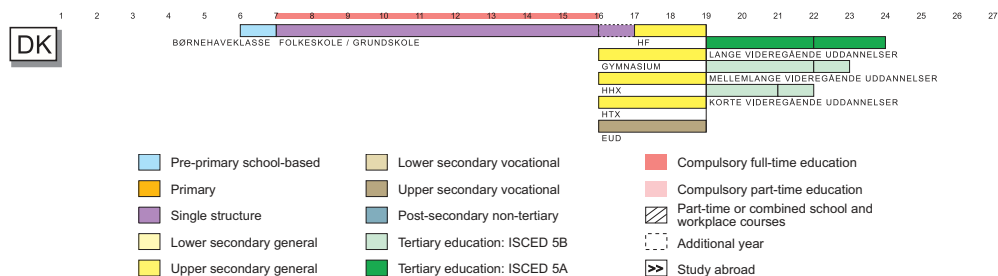 1 2 3 4 5 6 7 8 9 10 11 12 13 14 15 16 17 18 19 20 21 22 23 24 25 26 27
DK
BØRNEHAVEKLASSE FOLKESKOLE / GRUNDSKOLE HF
LANGE VIDEREGÅENDE UDDANNELSER
GYMNASIUM
MELLEMLANGE VIDEREGÅENDE UDDANNELSER
HHX
KORTE VIDEREGÅENDE UDDANNELSER
HTX
EUD
Pre-primary school-based
Primary
Single structure
Lower secondary general
Upper secondary general
Lower secondary vocational
Upper secondary vocational
Post-secondary non-tertiary
Tertiary education: ISCED 5B
Tertiary education: ISCED 5A
Compulsory full-time education
Compulsory part-time education
Part-time or combined school and
workplace courses
Additional year
>> Study abroad